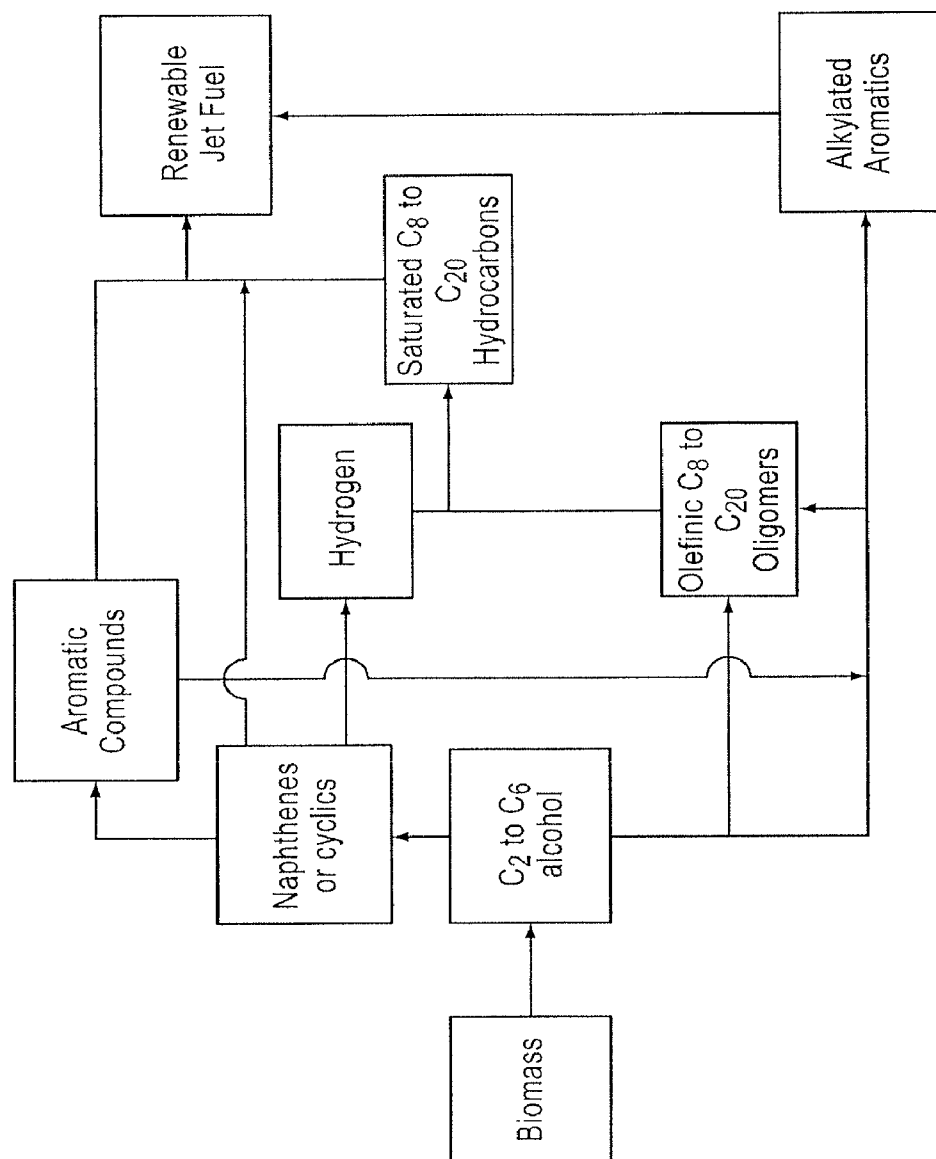 Biomass
C2 to C6
alcohol
Naphthenes
or cyclics
Aromatic
Compounds
Hydrogen
Olefinic C8 to
C20
Oligomers
Saturated C8 to
C20
Hydrocarbons
Renewable
Jet Fuel
Alkylated
Aromatics